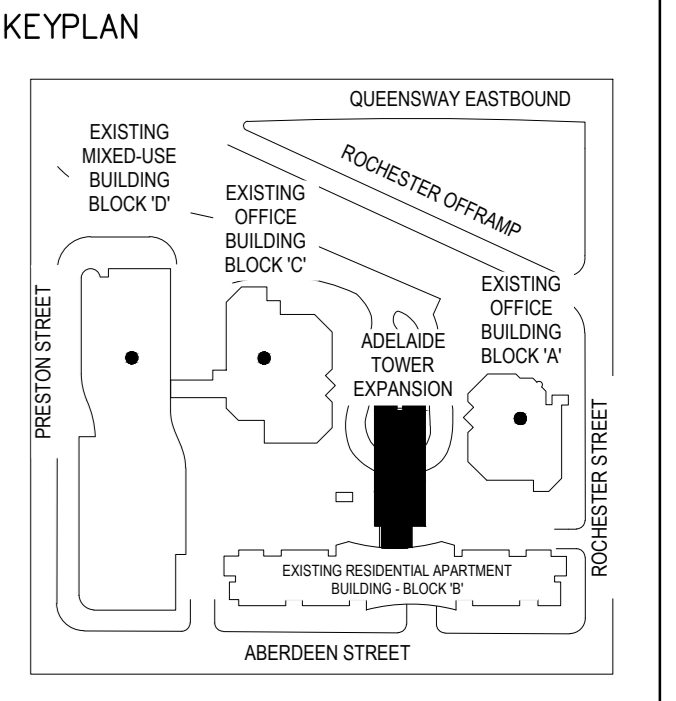 KEYPLAN
QUEENSWAY EASTBOUND
EXISTING
MIXED-USE
BUILDING
BLOCK 'D'
ROCHESTER OFFRAMP
EXISTING
OFFICE
BUILDING
BLOCK 'C'
EXISTING
OFFICE
BUILDING
BLOCK 'A'
ADELAIDE
TOWER
EXPANSION
PRESTON STREET
ROCHESTER STREET
EXISTING RESIDENTIAL APARTMENT
BUILDING - BLOCK 'B'
ABERDEEN STREET